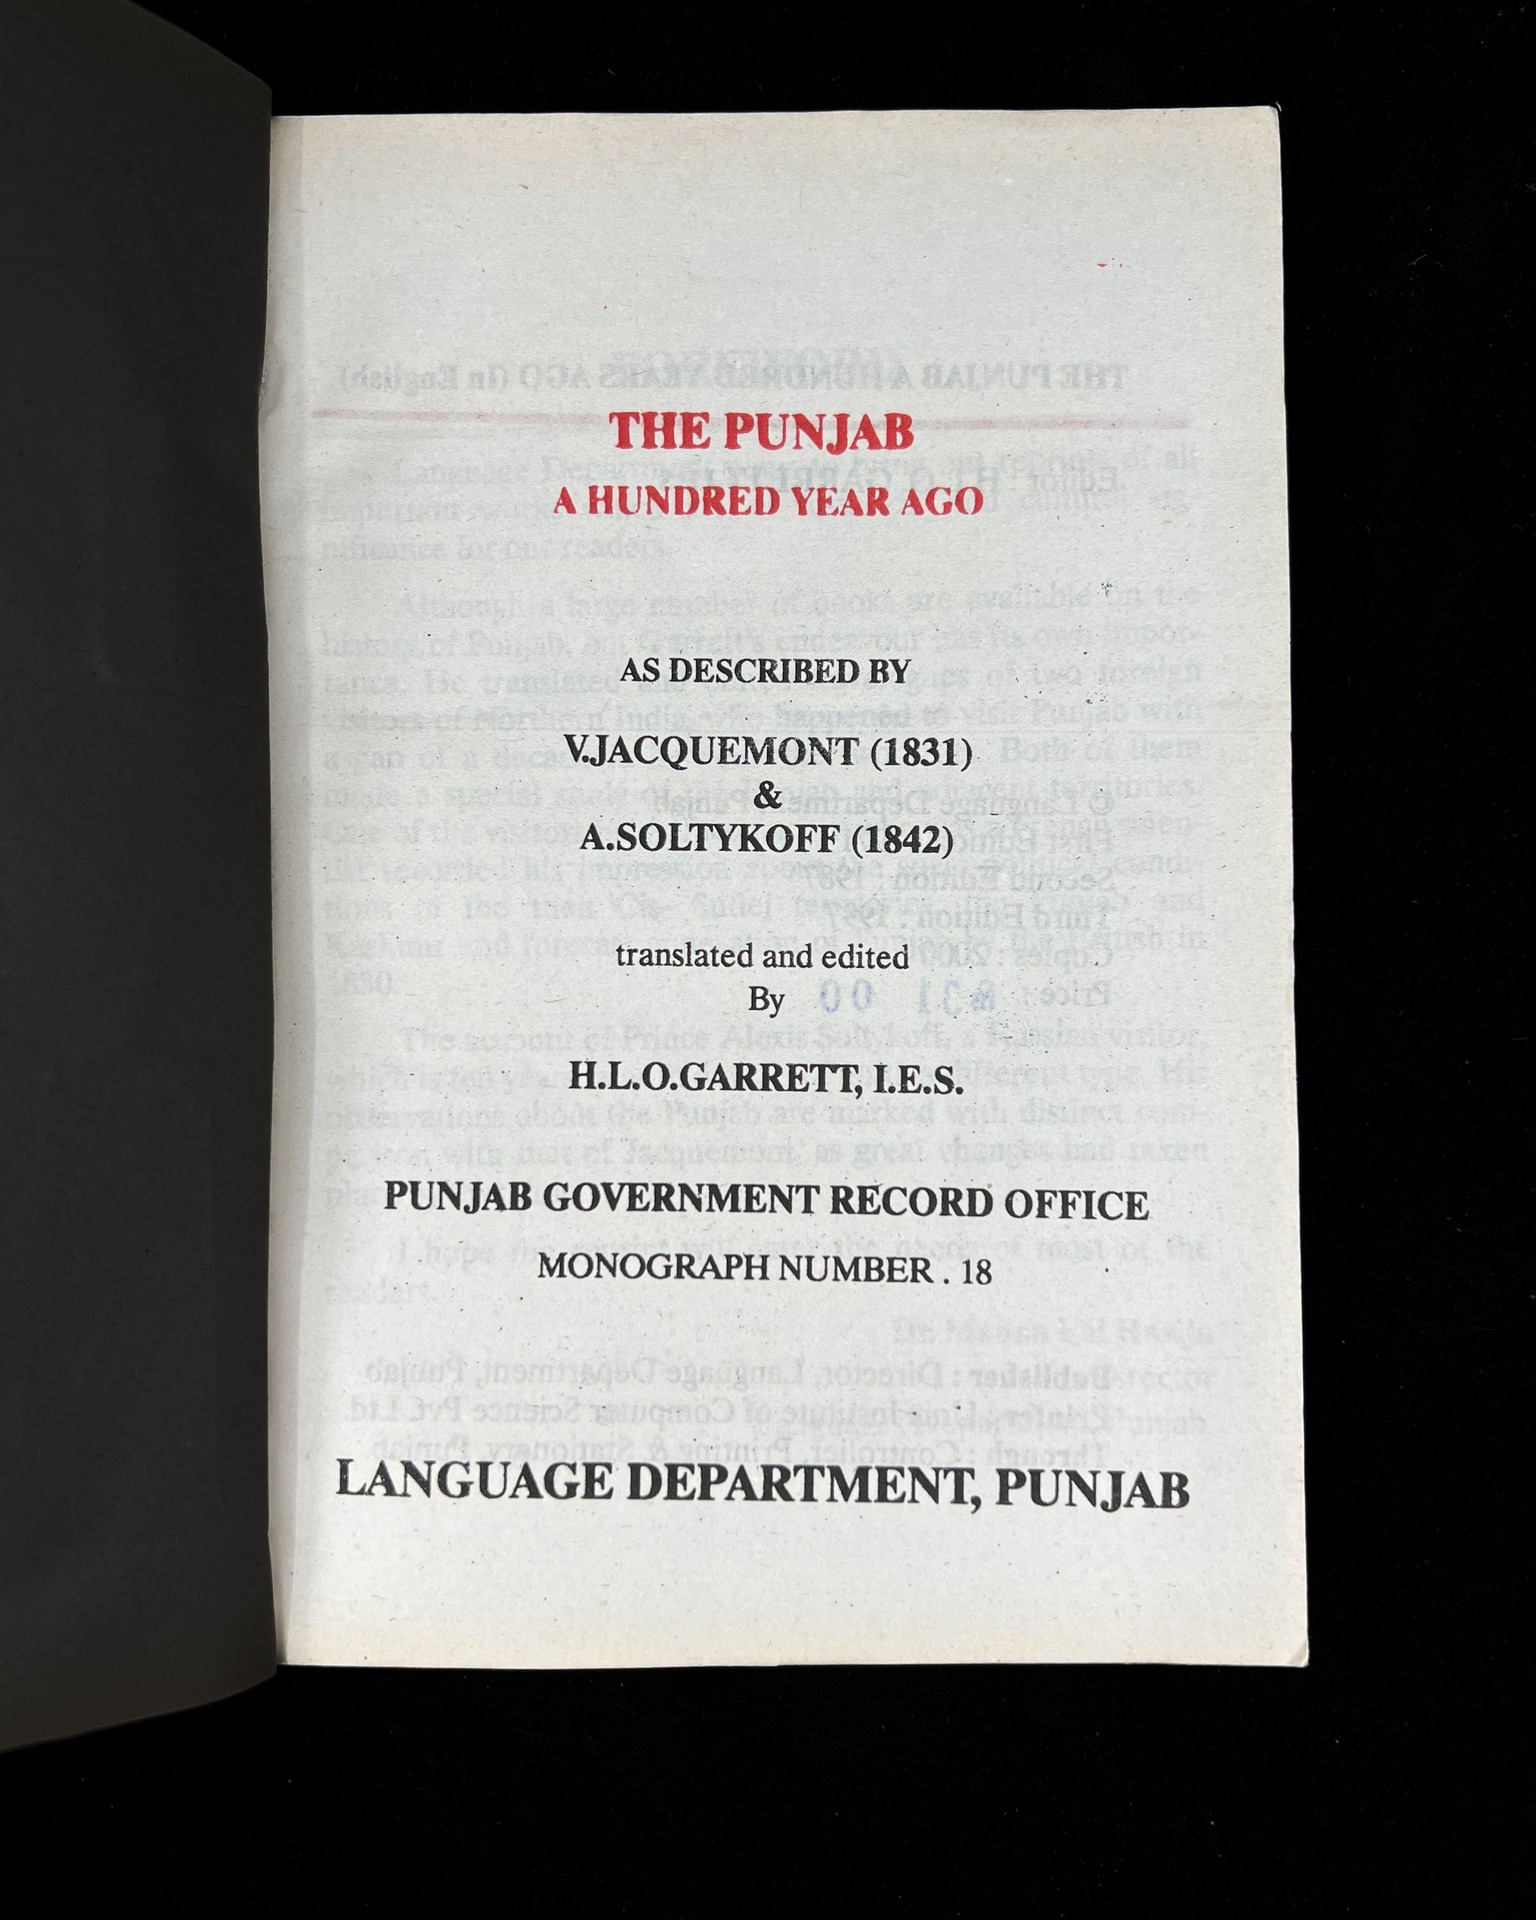 THE PUNJAB
A HUNDRED YEAR AGO
AS DESCRIBED BY
V.JACQUEMONT (1831)
&
A.SOLTYKOFF (1842)
translated and edited
By
H.L.O.GARRETT, I.E.S.
PUNJAB GOVERNMENT RECORD OFFICE
MONOGRAPH NUMBER . 18
LANGUAGE DEPARTMENT, PUNJAB